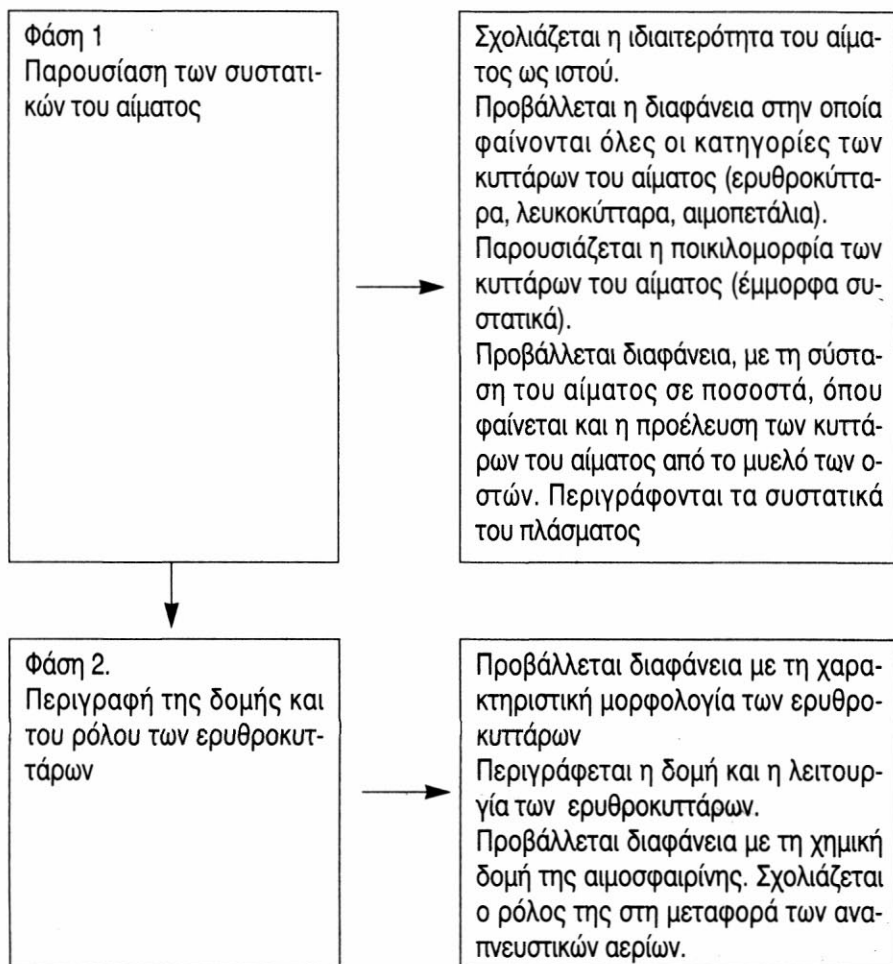 Φάση 1
Παρουσίαση των συστατι-
κών του αίματος
Σχολιάζεται η ιδιαιτερότητα του αίμα-
τος ως ιστού.
Προβάλλεται η διαφάνεια στην οποία
φαίνονται όλες οι κατηγορίες των
κυττάρων του αίματος (ερυθροκύττα-
ρα, λευκοκύτταρα, αιμοπετάλια).
Παρουσιάζεται η ποικιλομορφία των
κυττάρων του αίματος (έμμορφα συ-
στατικά).
Προβάλλεται διαφάνεια, με τη σύστα-
ση του αίματος σε ποσοστά, όπου
φαίνεται και η προέλευση των κυττά-
ρων του αίματος από το μυελό των ο-
στών. Περιγράφονται τα συστατικά
του πλάσματος
Φάση 2.
Περιγραφή της δομής και
του ρόλου των ερυθροκυτ-
τάρων
Προβάλλεται διαφάνεια με τη χαρα-
κτηριστική μορφολογία των ερυθρο-
κυττάρων
Περιγράφεται η δομή και η λειτουρ-
γία των ερυθροκυττάρων.
Προβάλλεται διαφάνεια με τη χημική
δομή της αιμοσφαιρίνης. Σχολιάζεται
ο ρόλος της στη μεταφορά των ανα-
πνευστικών αερίων.